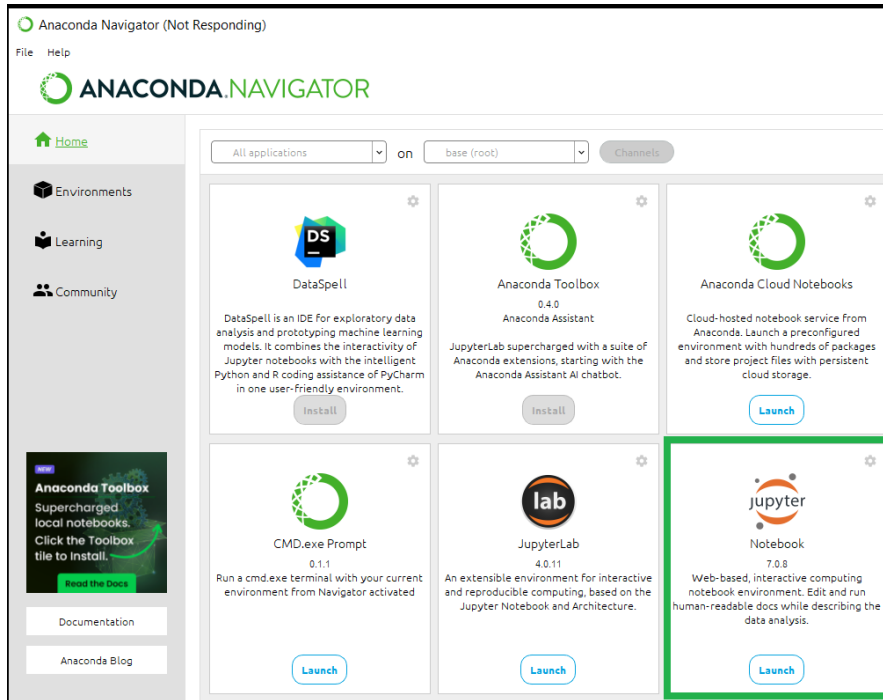 Anaconda Navigator (Not Responding)
File Help
ANACONDA.NAVIGATOR
Home
Environments
Learning
Community
All applications
on
base (root)
Channels
DS
DataSpell
DataSpell is an IDE for exploratory data
analysis and prototyping machine learning
models. It combines the interactivity of
Jupyter notebooks with the intelligent
Python and R coding assistance of PyCharm
in one user-friendly environment.
Install
Anaconda Toolbox
0.4.0
Anaconda Assistant
JupyterLab supercharged with a suite of
Anaconda extensions, starting with the
Anaconda Assistant AI chatbot.
Install
Anaconda Cloud Notebooks
Cloud-hosted notebook service from
Anaconda. Launch a preconfigured
environment with hundreds of packages
and store project files with persistent
cloud storage.
Launch
CMD.exe Prompt
0.1.1
Run a cmd.exe terminal with your current
environment from Navigator activated
Launch
lab
JupyterLab
4.0.11
An extensible environment for interactive
and reproducible computing, based on the
Jupyter Notebook and Architecture.
Launch
jupyter
Notebook
7.0.8
Web-based, interactive computing
notebook environment. Edit and run
human-readable docs while describing the
data analysis.
Launch
NEW
Anaconda Toolbox
Supercharged
local notebooks.
Click the Toolbox
tile to Install.
Read the Docs
Documentation
Anaconda Blog